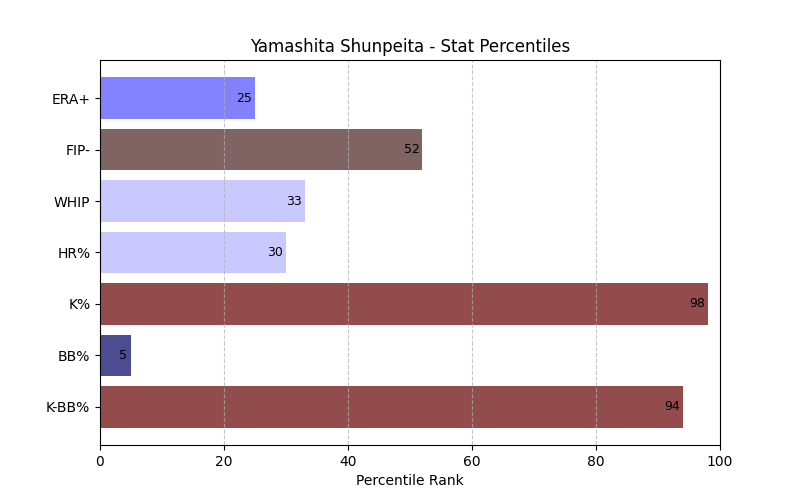 Yamashita Shunpeita - Stat Percentiles
ERA+ 25
FIP- 52
WHIP 33
HR% 30
K% 98
BB% 5
K-BB% 94
0 20 40 60 80 100
Percentile Rank